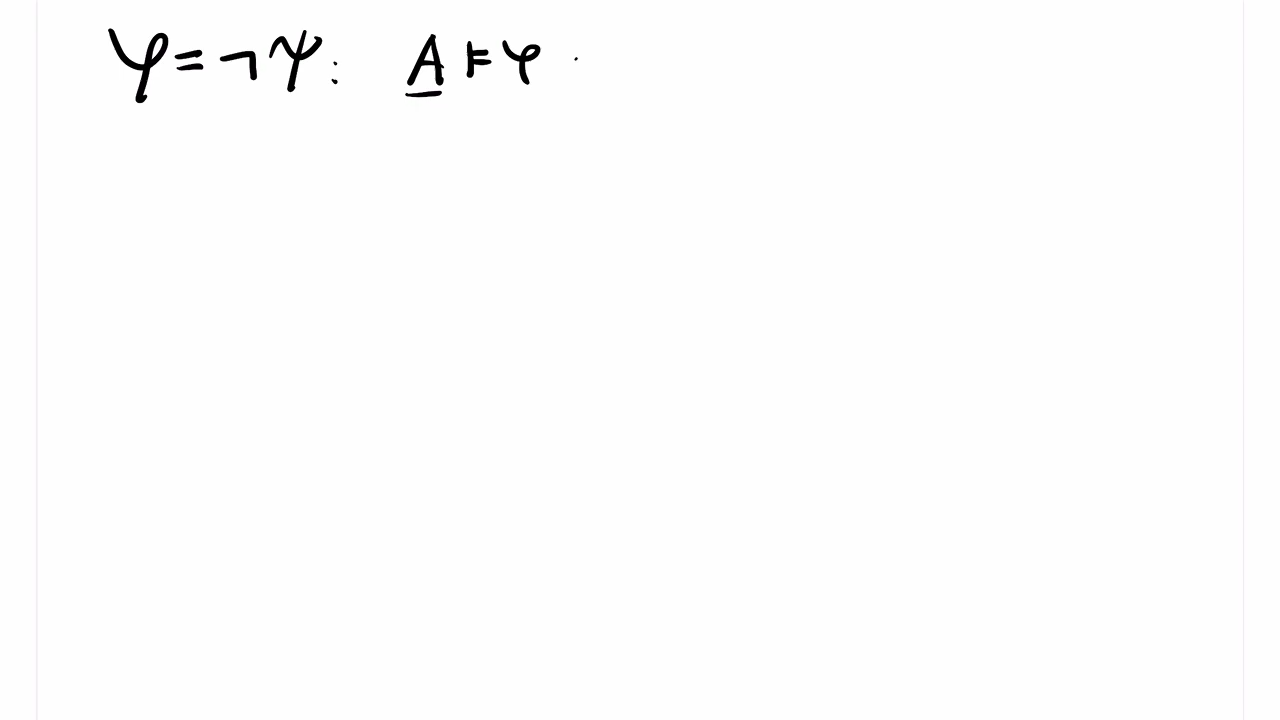 φ = ¬ψ: A ⊨ φ